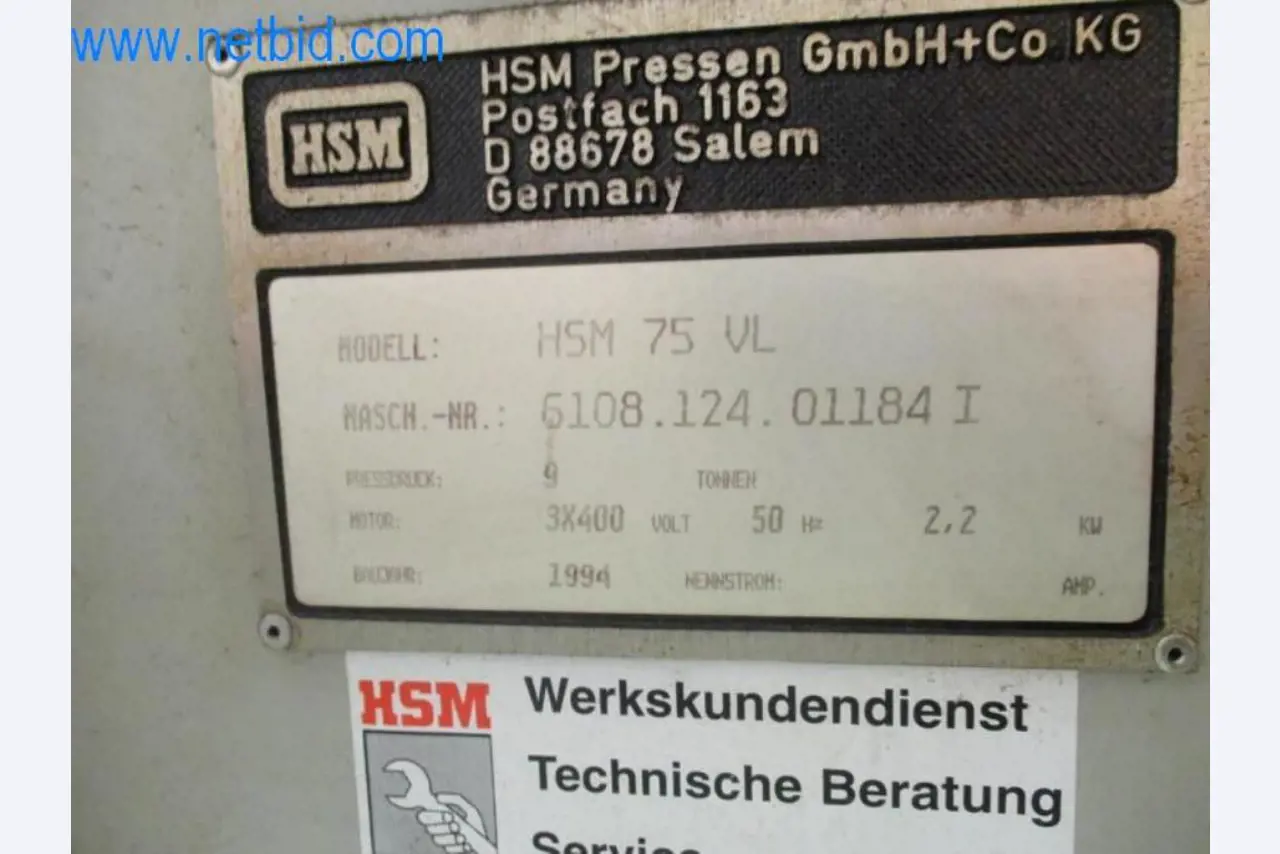 www.netbid.com
HSM
HSM Pressen GmbH+Co KG
Postfach 1163
D 88678 Salem
Germany
MODELL: HSM 75 VL
MASCH.-NR.: 6108.124.01184 I
PRESSDRUCK: 9 TONNEN
MOTOR: 3X400 VOLT 50 Hz 2,2 KW
BAUJAHR: 1994 NENNSTROM: AMP.
HSM
Werkskundendienst
Technische Beratung
Service